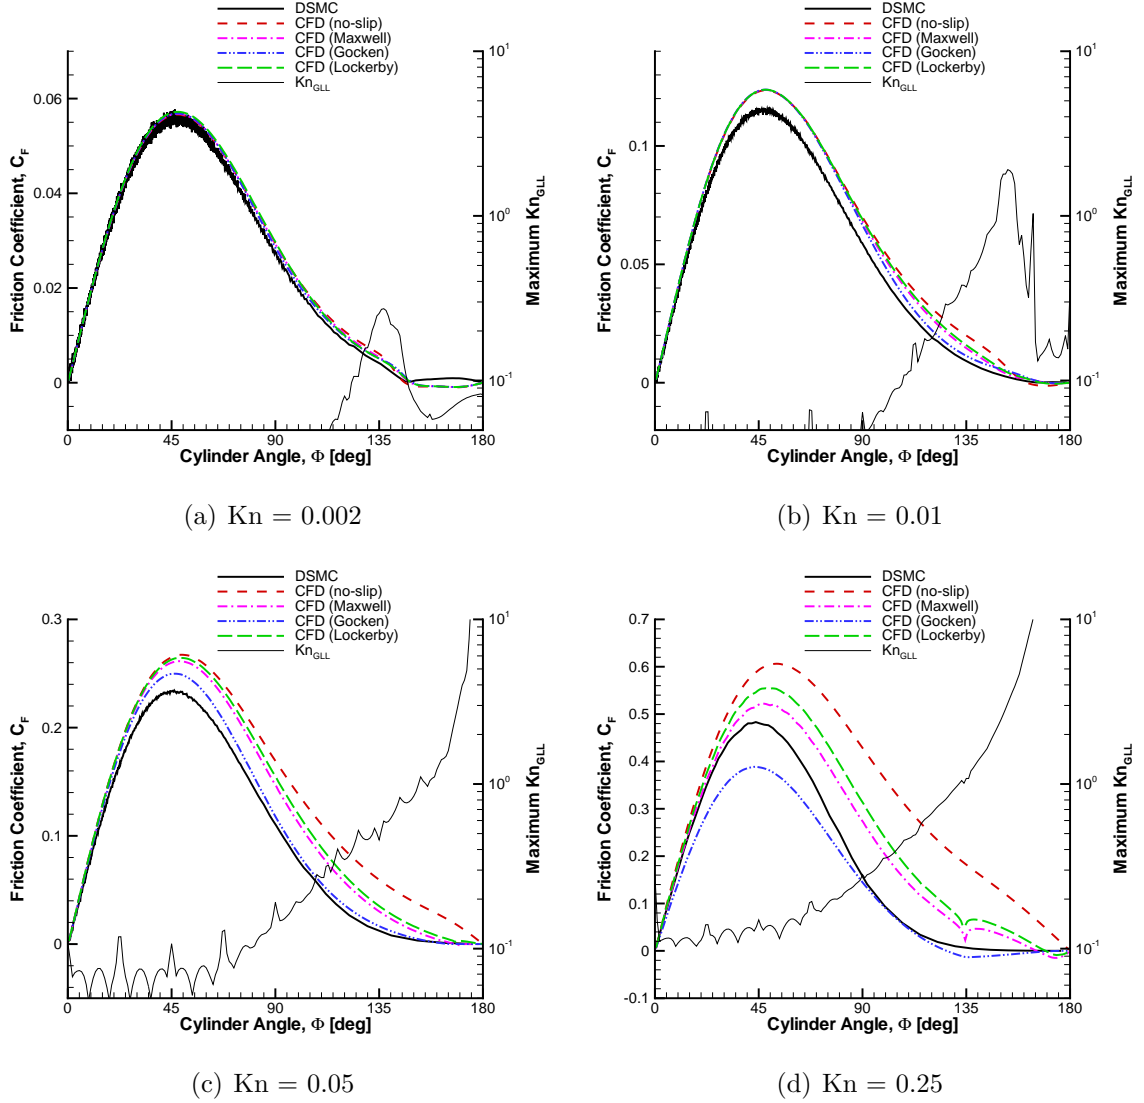 DSMC
CFD (no-slip)
CFD (Maxwell)
CFD (Gocken)
CFD (Lockerby)
Kn_GLL
Friction Coefficient, C_F
0.06
0.04
0.02
0
10^1
10^0
10^-1
Maximum Kn_GLL
0 45 90 135 180
Cylinder Angle, Φ [deg]
(a) Kn = 0.002
DSMC
CFD (no-slip)
CFD (Maxwell)
CFD (Gocken)
CFD (Lockerby)
Kn_GLL
Friction Coefficient, C_F
0.1
0.05
0
10^1
10^0
10^-1
Maximum Kn_GLL
0 45 90 135 180
Cylinder Angle, Φ [deg]
(b) Kn = 0.01
DSMC
CFD (no-slip)
CFD (Maxwell)
CFD (Gocken)
CFD (Lockerby)
Kn_GLL
Friction Coefficient, C_F
0.3
0.2
0.1
0
10^1
10^0
10^-1
Maximum Kn_GLL
0 45 90 135 180
Cylinder Angle, Φ [deg]
(c) Kn = 0.05
DSMC
CFD (no-slip)
CFD (Maxwell)
CFD (Gocken)
CFD (Lockerby)
Kn_GLL
Friction Coefficient, C_F
0.7
0.6
0.5
0.4
0.3
0.2
0.1
0
-0.1
10^1
10^0
10^-1
Maximum Kn_GLL
0 45 90 135 180
Cylinder Angle, Φ [deg]
(d) Kn = 0.25